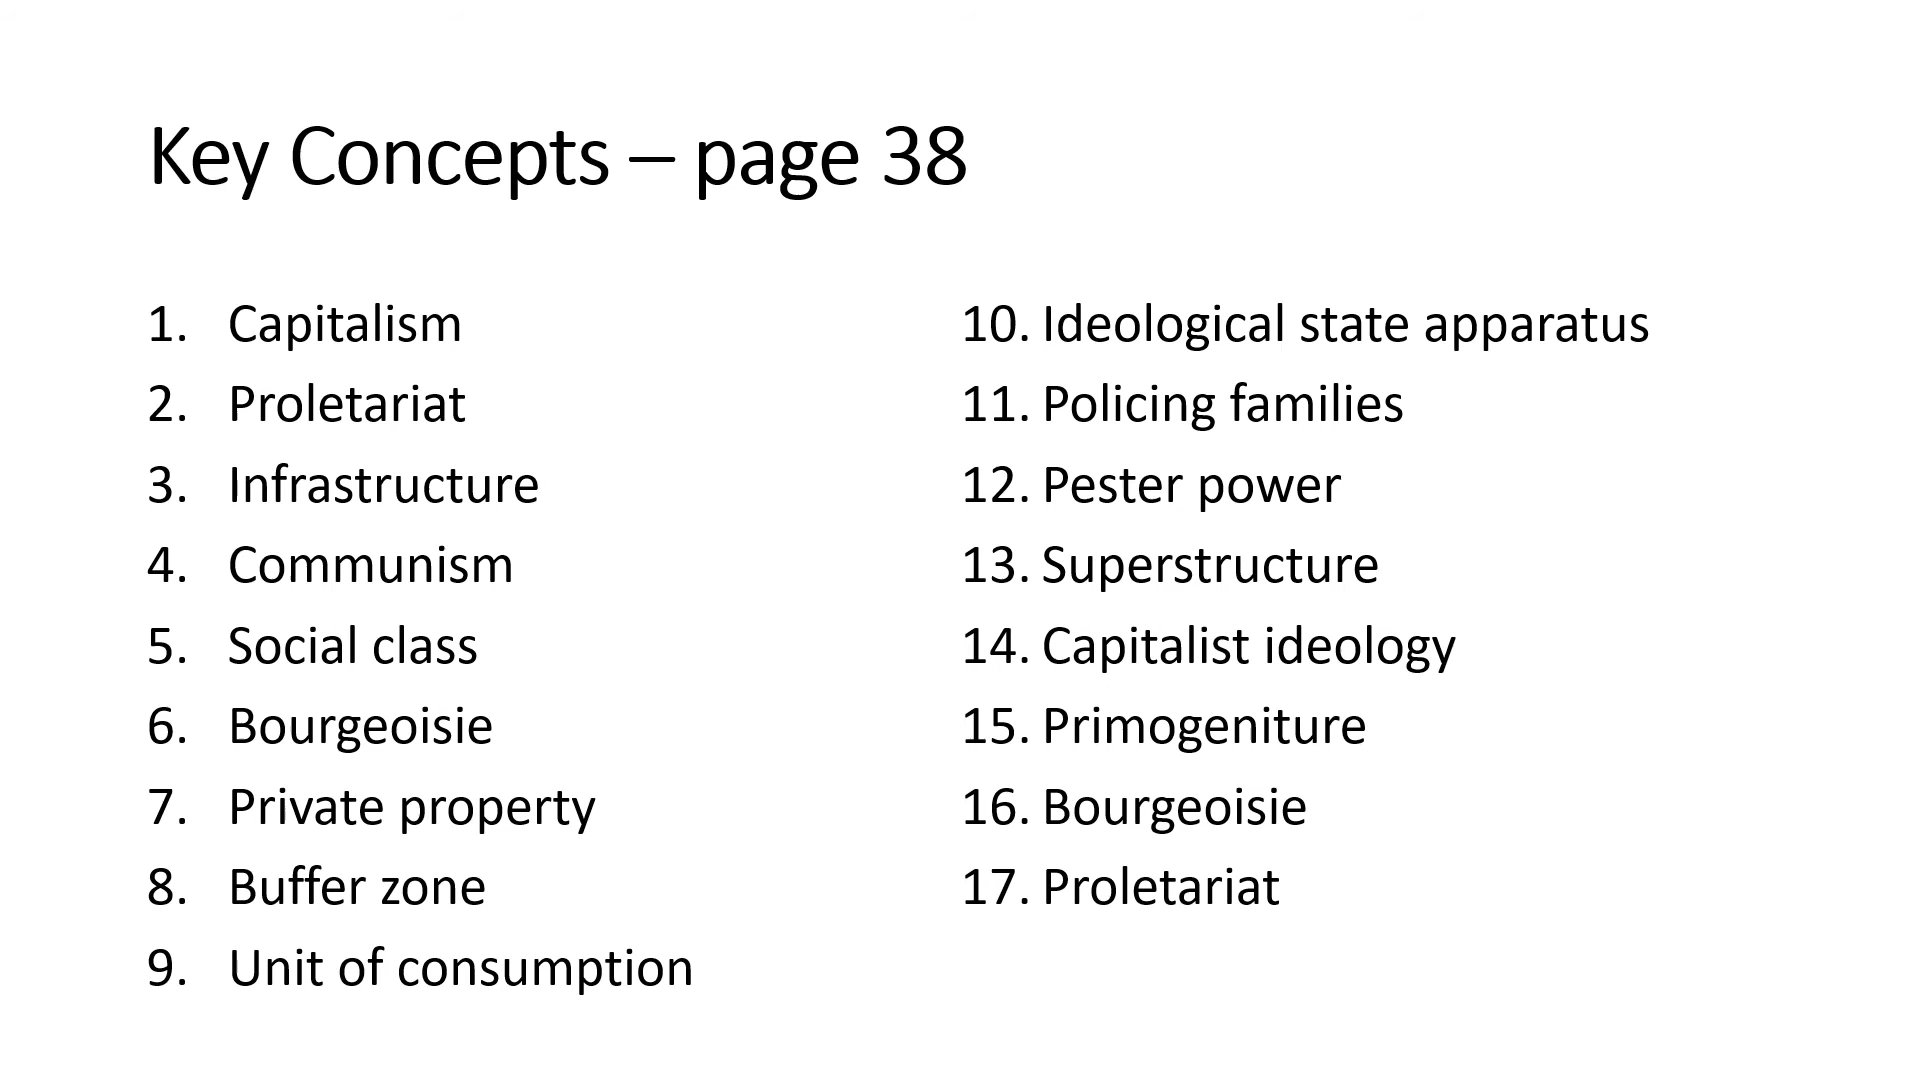 Key Concepts – page 38
1. Capitalism
2. Proletariat
3. Infrastructure
4. Communism
5. Social class
6. Bourgeoisie
7. Private property
8. Buffer zone
9. Unit of consumption
10. Ideological state apparatus
11. Policing families
12. Pester power
13. Superstructure
14. Capitalist ideology
15. Primogeniture
16. Bourgeoisie
17. Proletariat